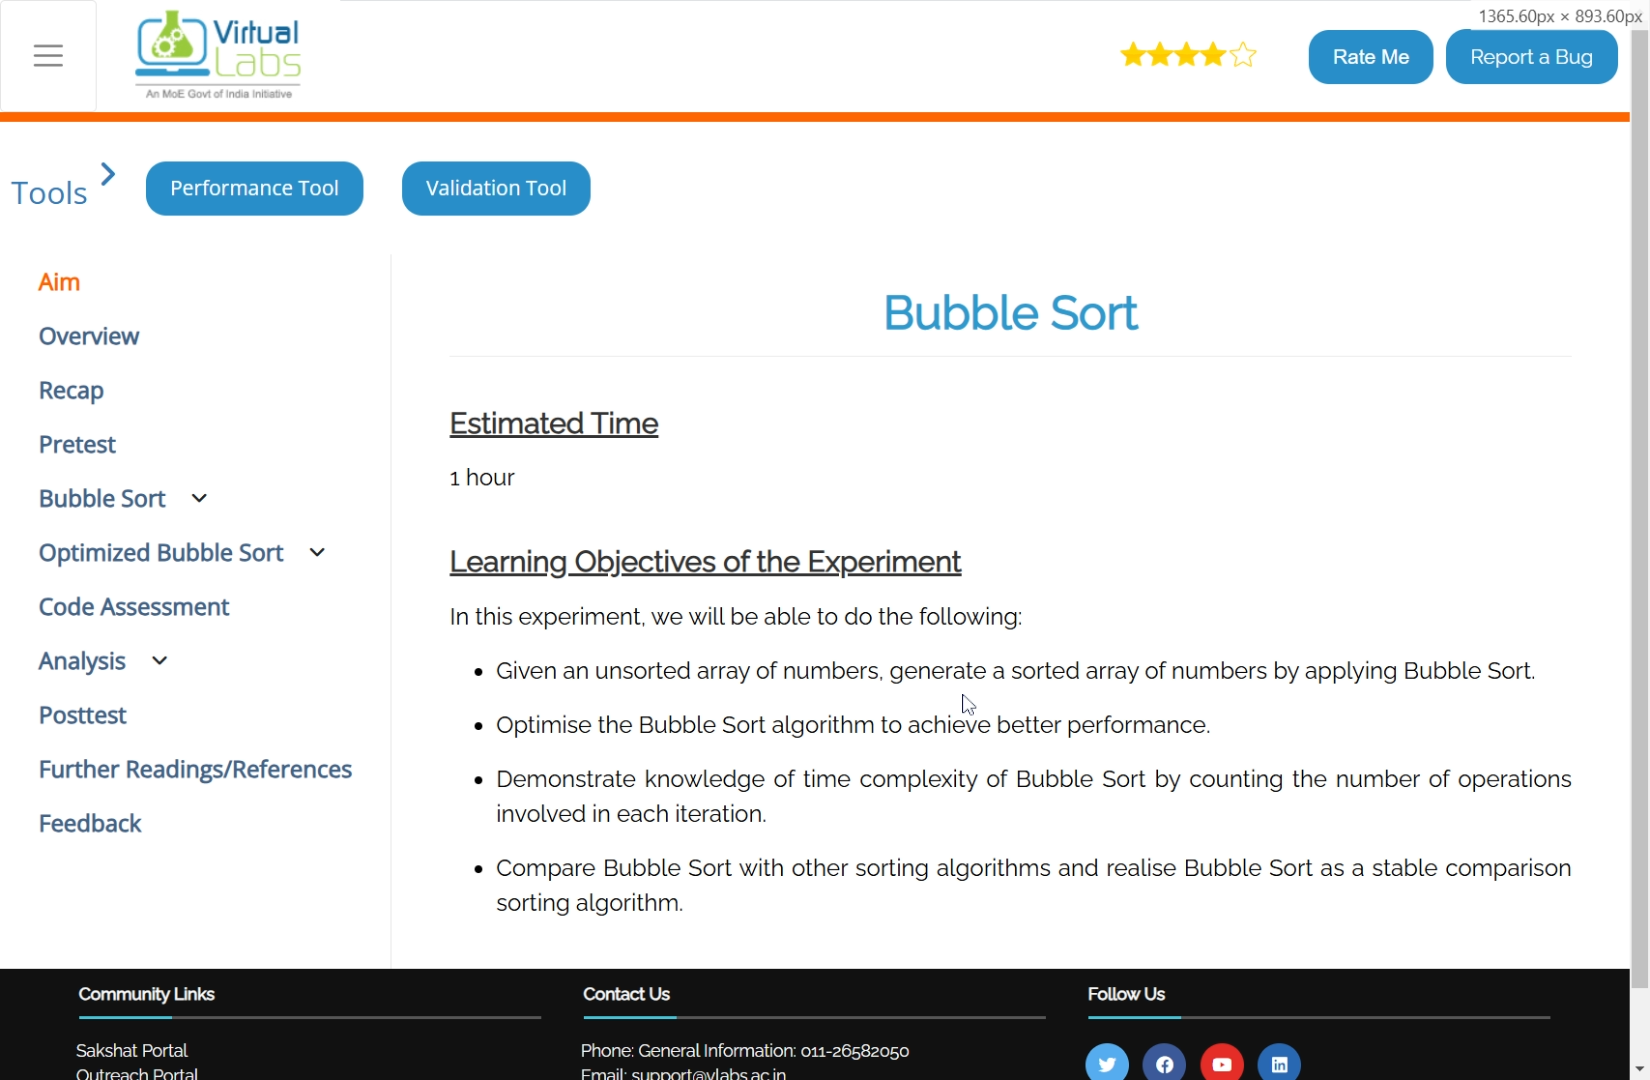 1365.60px × 893.60px
Virtual
Labs
An MoE Govt of India Initiative
Rate Me
Report a Bug
Tools
Performance Tool
Validation Tool
Aim
Overview
Recap
Pretest
Bubble Sort
Optimized Bubble Sort
Code Assessment
Analysis
Posttest
Further Readings/References
Feedback
Bubble Sort
Estimated Time
1 hour
Learning Objectives of the Experiment
In this experiment, we will be able to do the following:
• Given an unsorted array of numbers, generate a sorted array of numbers by applying Bubble Sort.
• Optimise the Bubble Sort algorithm to achieve better performance.
• Demonstrate knowledge of time complexity of Bubble Sort by counting the number of operations
involved in each iteration.
• Compare Bubble Sort with other sorting algorithms and realise Bubble Sort as a stable comparison
sorting algorithm.
Community Links
Sakshat Portal
Outreach Portal
Contact Us
Phone: General Information: 011-26582050
Email: support@vlabs.ac.in
Follow Us